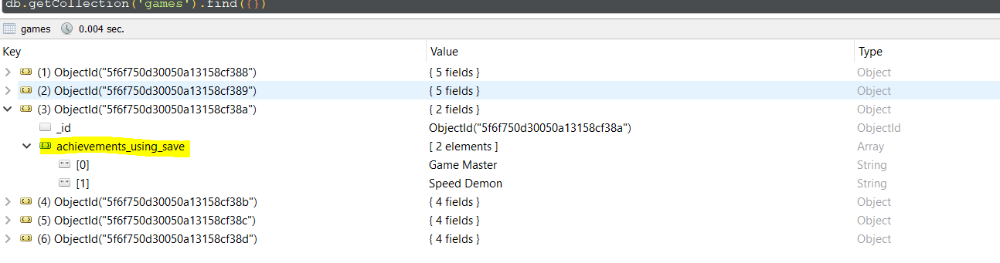 db.getCollection('games').find({})
games 0.004 sec.
Key Value Type
(1) ObjectId("5f6f750d30050a13158cf388") { 5 fields } Object
(2) ObjectId("5f6f750d30050a13158cf389") { 5 fields } Object
(3) ObjectId("5f6f750d30050a13158cf38a") { 2 fields } Object
_id ObjectId("5f6f750d30050a13158cf38a") ObjectId
achievements_using_save [ 2 elements ] Array
[0] Game Master String
[1] Speed Demon String
(4) ObjectId("5f6f750d30050a13158cf38b") { 4 fields } Object
(5) ObjectId("5f6f750d30050a13158cf38c") { 4 fields } Object
(6) ObjectId("5f6f750d30050a13158cf38d") { 4 fields } Object